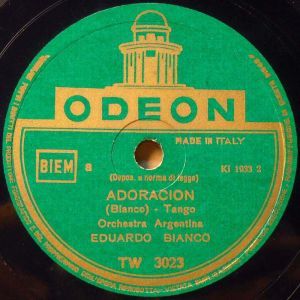 ODEON
MADE IN ITALY
BIEM a
KI 1033 2
(Depos. a norma di legge)
ADORACION
(Bianco) - Tango
Orchestra Argentina
EDUARDO BIANCO
TW 3023